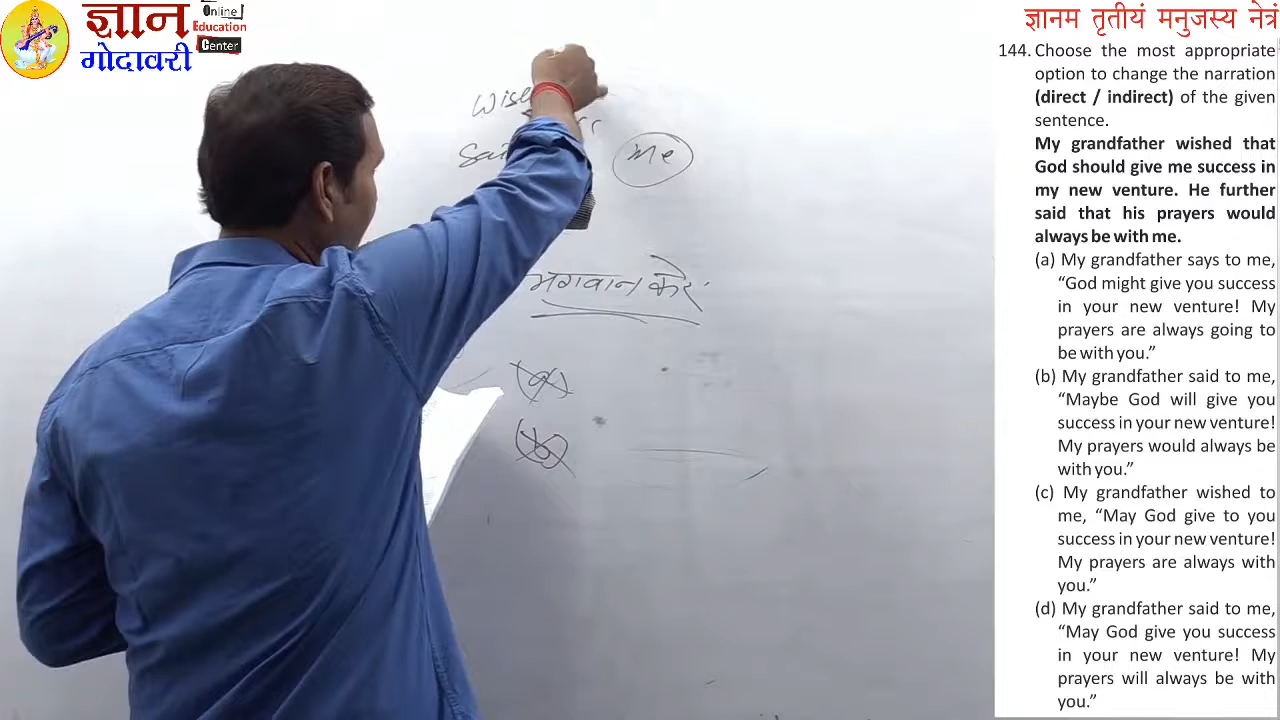 ज्ञान
Online
Education
Center
गोदावरी
ज्ञानम तृतीयं मनुजस्य नेत्रं
Me
भगवान करे
(a)
(b)
144. Choose the most appropriate
option to change the narration
(direct / indirect) of the given
sentence.
My grandfather wished that
God should give me success in
my new venture. He further
said that his prayers would
always be with me.
(a) My grandfather says to me,
“God might give you success
in your new venture! My
prayers are always going to
be with you.”
(b) My grandfather said to me,
“Maybe God will give you
success in your new venture!
My prayers would always be
with you.”
(c) My grandfather wished to
me, “May God give to you
success in your new venture!
My prayers are always with
you.”
(d) My grandfather said to me,
“May God give you success
in your new venture! My
prayers will always be with
you.”